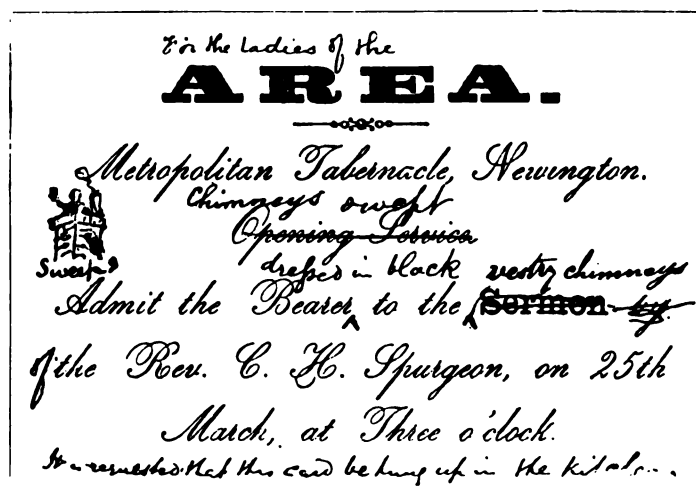 For the Ladies of the
AREA.
Metropolitan Tabernacle, Newington.
Chimneys swept
Opening Service
Sweep
dressed in black vestry chimneys
Admit the Bearer to the Sermon by
of the Rev. C. H. Spurgeon, on 25th
March, at Three o'clock.
It is requested that this card be hung up in the